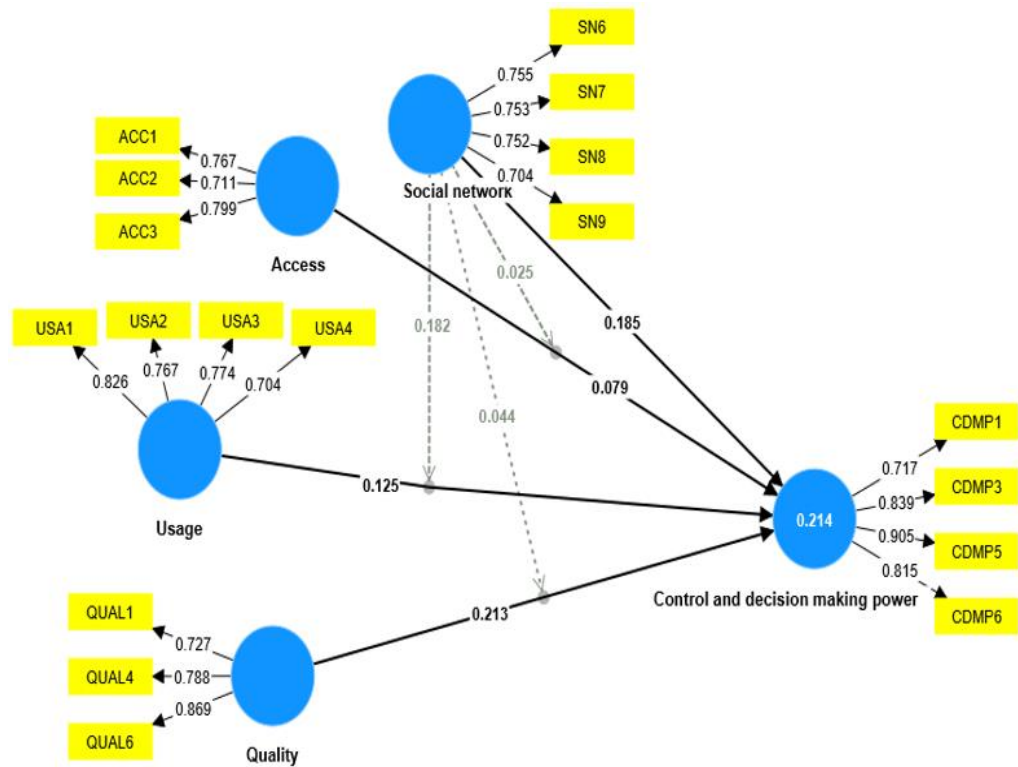 SN6
0.755
SN7
0.753
SN8
0.752
SN9
0.704
Social network
ACC1
0.767
ACC2
0.711
ACC3
0.799
Access
0.025
0.182
0.185
0.079
0.044
USA1
USA2
USA3
USA4
0.826
0.767
0.774
0.704
Usage
0.125
CDMP1
0.717
CDMP3
0.839
0.214
CDMP5
0.905
CDMP6
0.815
Control and decision making power
0.213
QUAL1
0.727
QUAL4
0.788
QUAL6
0.869
Quality